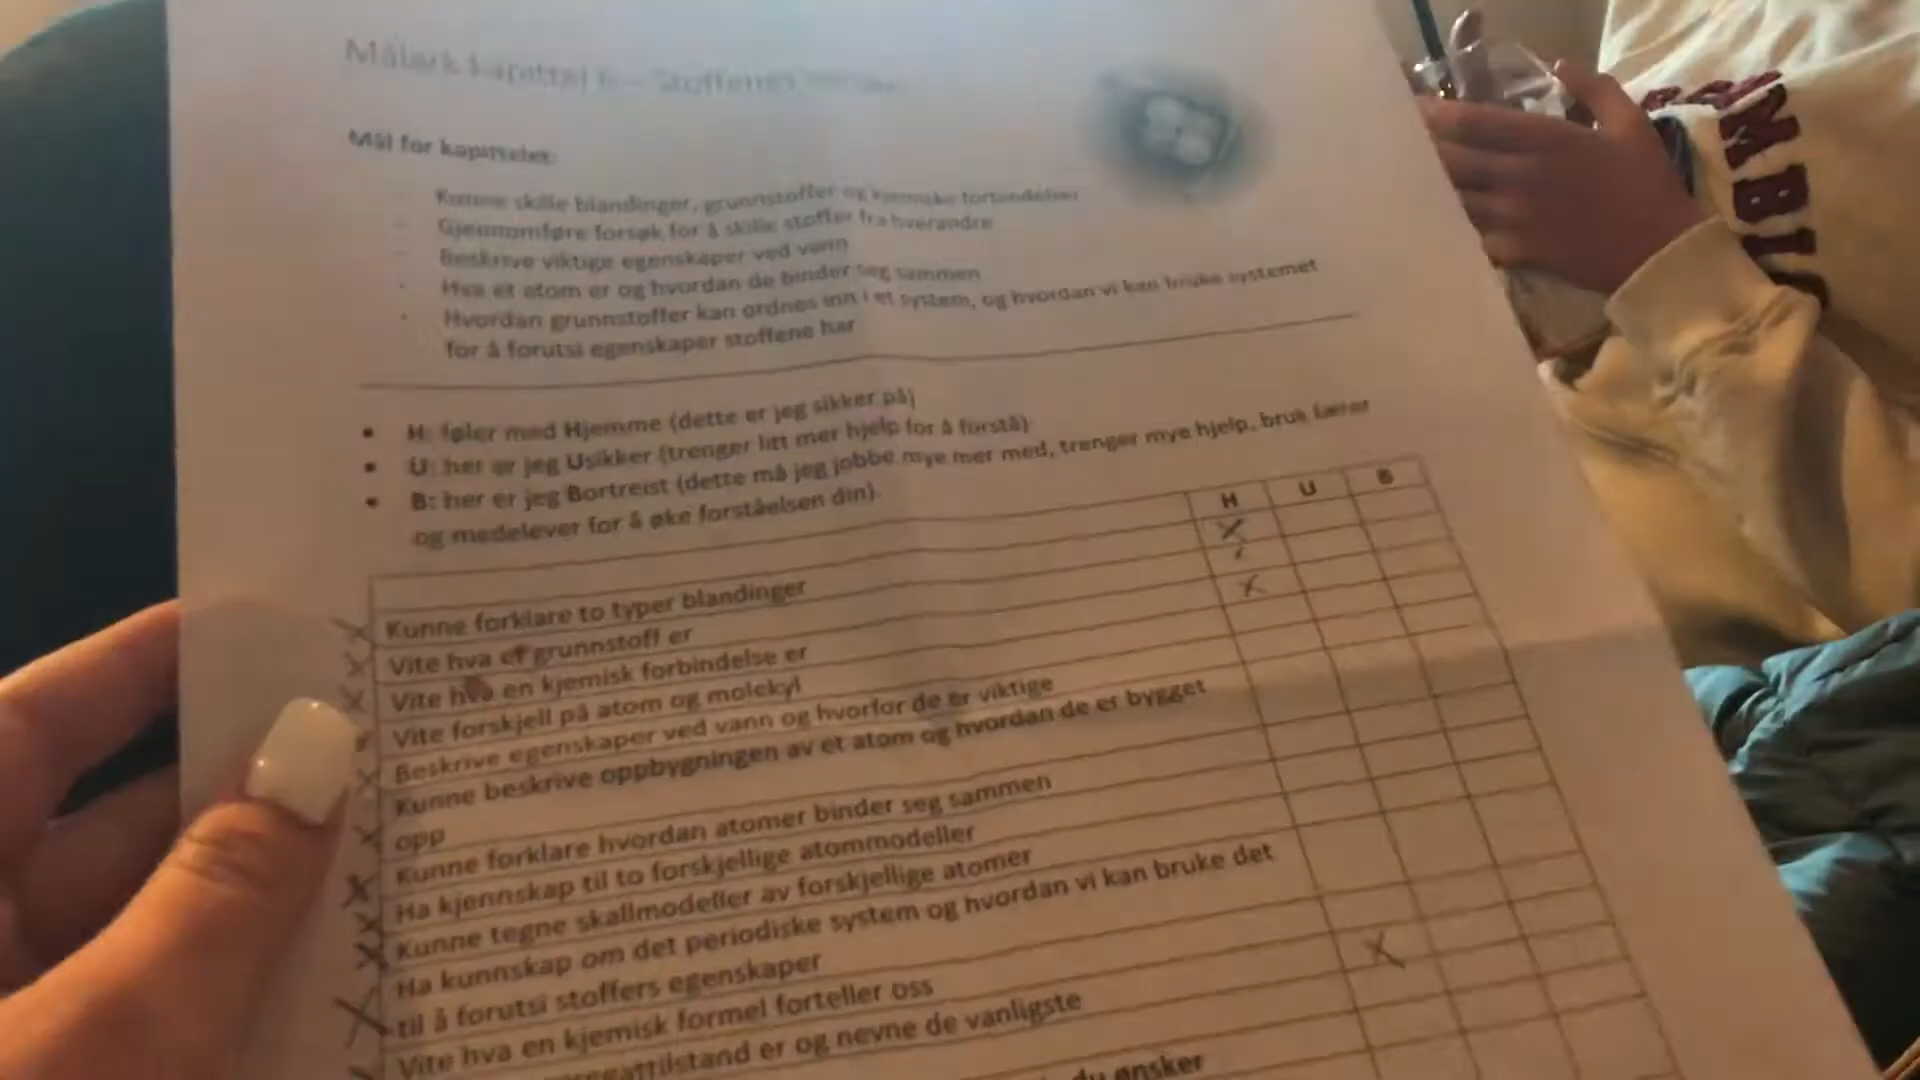 Målark kapittel 6 – Stoffenes verden
Mål for kapittelet:
Kunne skille blandinger, grunnstoffer og kjemiske forbindelser
Gjennomføre forsøk for å skille stoffer fra hverandre
Beskrive viktige egenskaper ved vann
Hva et atom er og hvordan de binder seg sammen
Hvordan grunnstoffer kan ordnes inn i et system, og hvordan vi kan bruke systemet
for å forutsi egenskaper stoffene har
H: føler med Hjemme (dette er jeg sikker på)
U: her er jeg Usikker (trenger litt mer hjelp for å forstå)
B: her er jeg Bortreist (dette må jeg jobbe mye mer med, trenger mye hjelp, bruk lærer
og medelever for å øke forståelsen din).
H U B
Kunne forklare to typer blandinger
Vite hva et grunnstoff er
Vite hva en kjemisk forbindelse er
Vite forskjell på atom og molekyl
Beskrive egenskaper ved vann og hvorfor de er viktige
Kunne beskrive oppbygningen av et atom og hvordan de er bygget
opp
Kunne forklare hvordan atomer binder seg sammen
Ha kjennskap til to forskjellige atommodeller
Kunne tegne skallmodeller av forskjellige atomer
Ha kunnskap om det periodiske system og hvordan vi kan bruke det
til å forutsi stoffers egenskaper
Vite hva en kjemisk formel forteller oss
er og nevne de vanligste
du ønsker